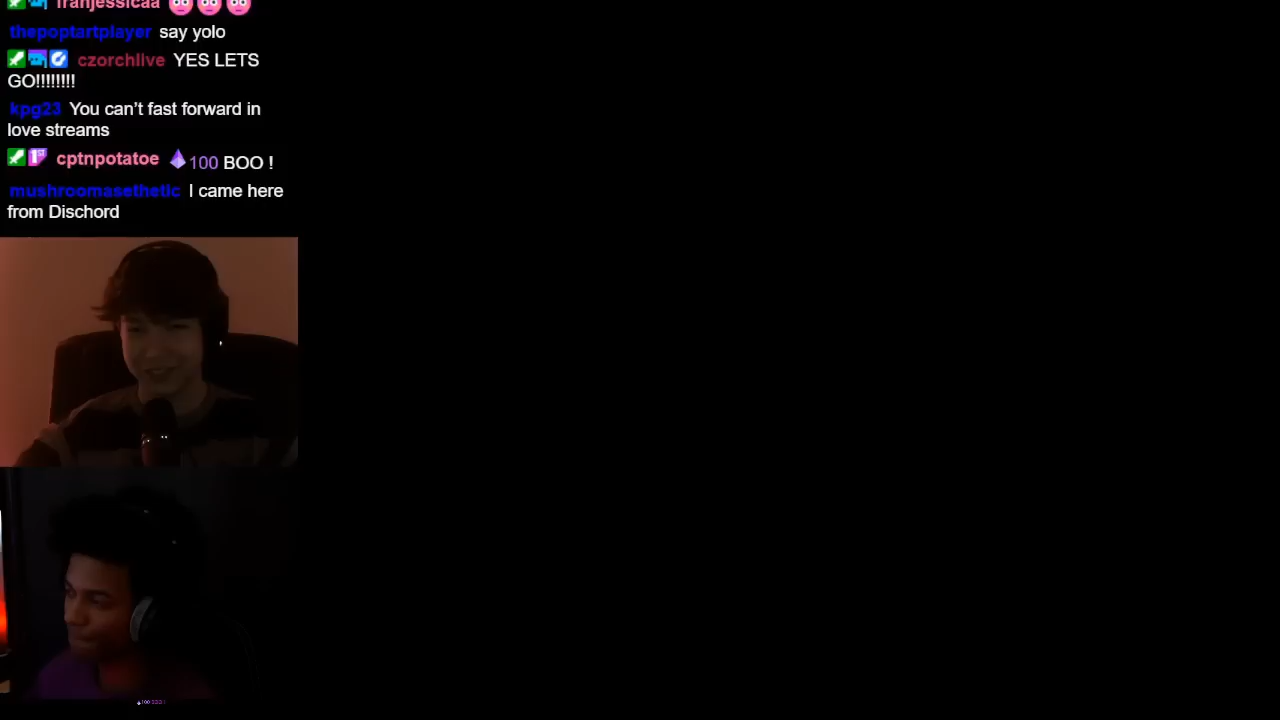 franjessicaa
thepoptartplayer say yolo
czorchlive YES LETS
GO!!!!!!!!
kpg23 You can’t fast forward in
love streams
cptnpotatoe 100 BOO !
mushroomasethetic I came here
from Dischord